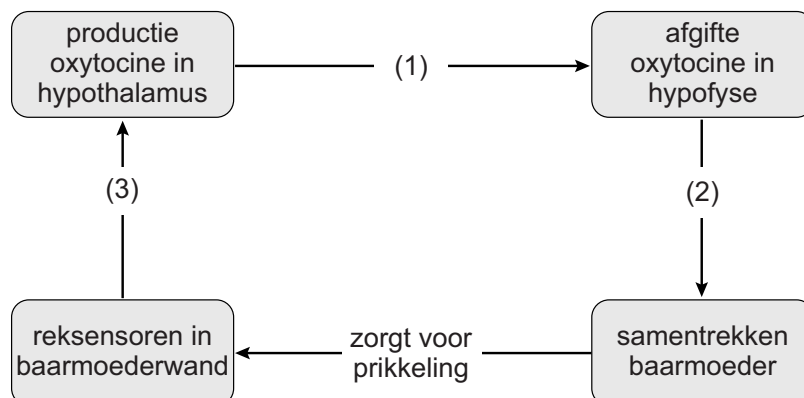 productie
oxytocine in
hypothalamus
(1)
afgifte
oxytocine in
hypofyse
(3)
(2)
reksensoren in
baarmoederwand
zorgt voor
prikkeling
samentrekken
baarmoeder